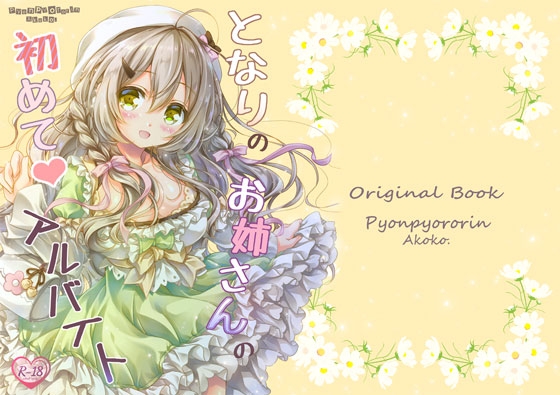 PyonPyororin
Akoko.
となりのお姉さんの
初めて♥アルバイト
R-18
Original Book
Pyonpyororin
Akoko.